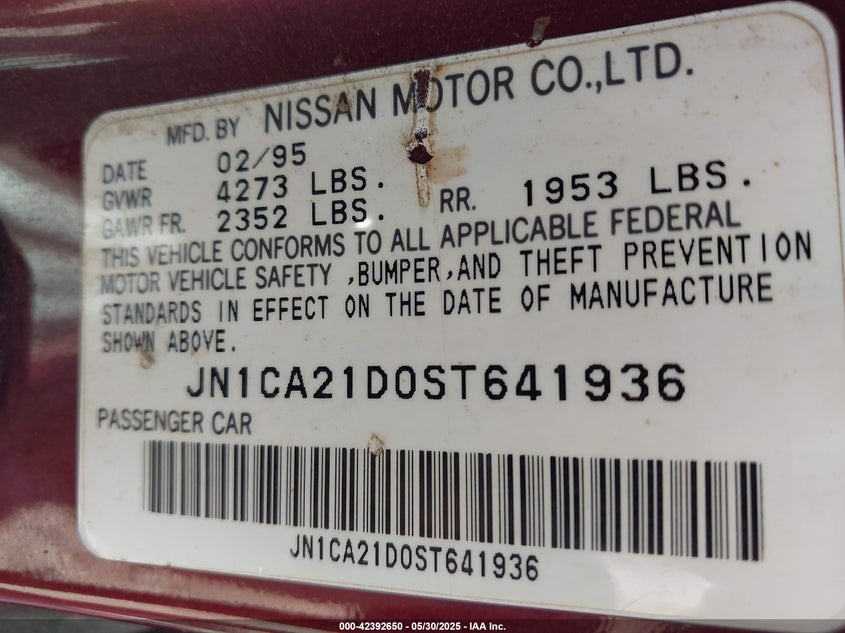 MFD. BY NISSAN MOTOR CO.,LTD.
DATE 02/95
GVWR 4273 LBS.
GAWR FR. 2352 LBS. RR. 1953 LBS.
THIS VEHICLE CONFORMS TO ALL APPLICABLE FEDERAL
MOTOR VEHICLE SAFETY ,BUMPER,AND THEFT PREVENTION
STANDARDS IN EFFECT ON THE DATE OF MANUFACTURE
SHOWN ABOVE.
JN1CA21D0ST641936
PASSENGER CAR
JN1CA21D0ST641936
000-42392650 - 05/30/2025 - IAA Inc.